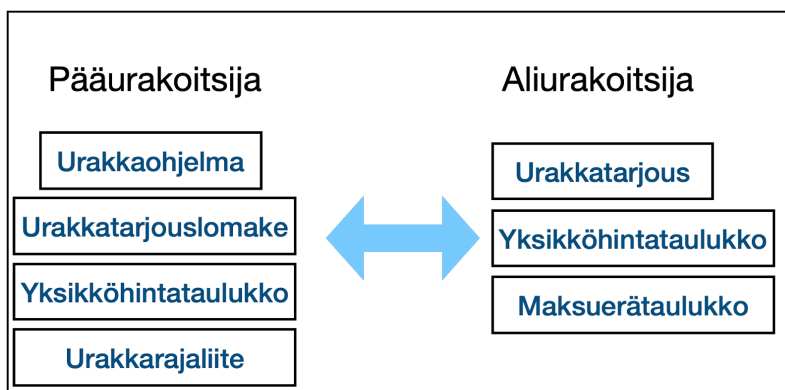 Pääurakoitsija
Urakkaohjelma
Urakkatarjouslomake
Yksikköhintataulukko
Urakkarajaliite
Aliurakoitsija
Urakkatarjous
Yksikköhintataulukko
Maksuerätaulukko